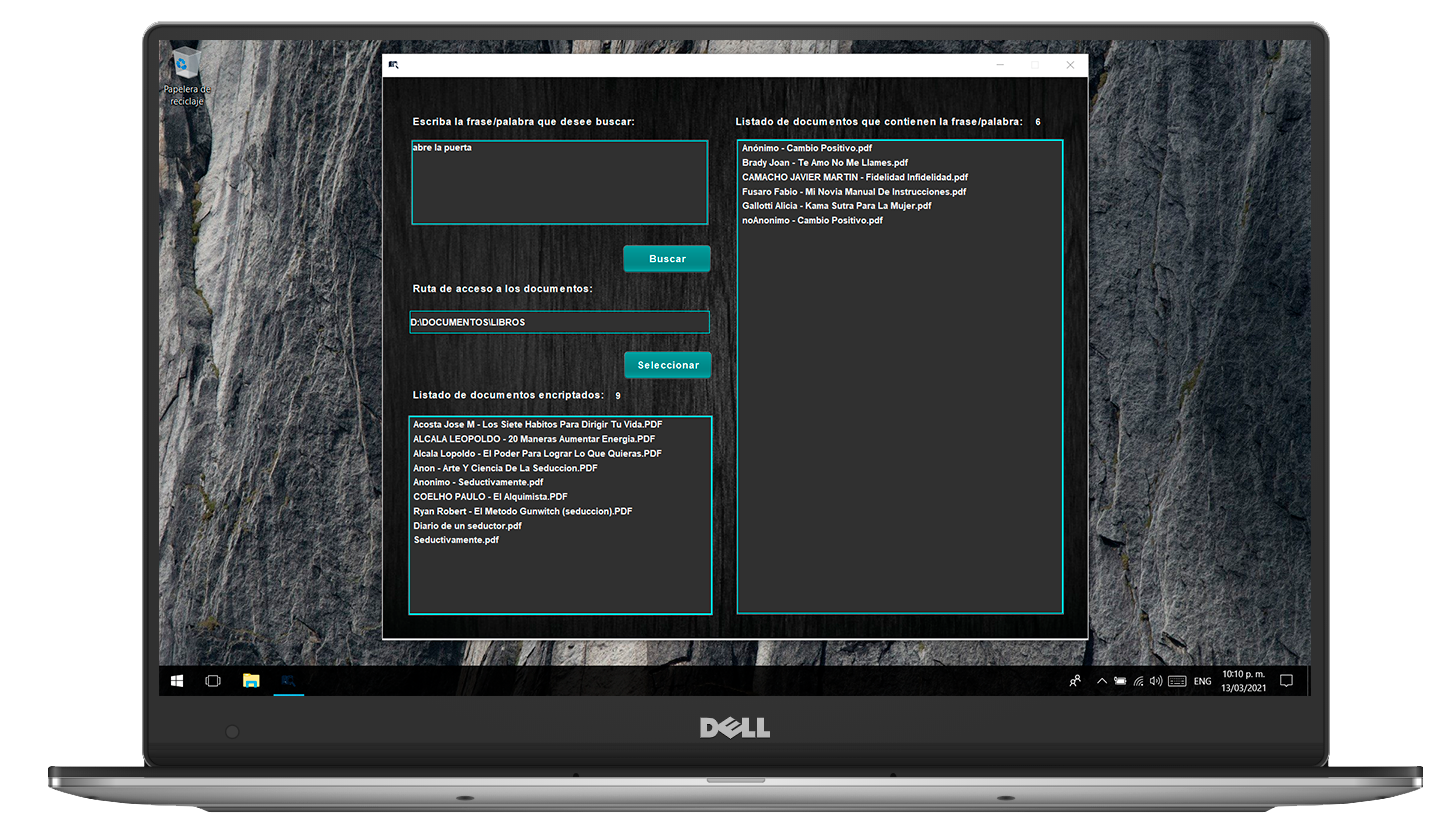 Papelera de
reciclaje
Escriba la frase/palabra que desee buscar:
abre la puerta
Buscar
Ruta de acceso a los documentos:
D:\DOCUMENTOS\LIBROS
Seleccionar
Listado de documentos encriptados: 9
Acosta Jose M - Los Siete Habitos Para Dirigir Tu Vida.PDF
ALCALA LEOPOLDO - 20 Maneras Aumentar Energia.PDF
Alcala Lopoldo - El Poder Para Lograr Lo Que Quieras.PDF
Anon - Arte Y Ciencia De La Seduccion.PDF
Anonimo - Seductivamente.pdf
COELHO PAULO - El Alquimista.PDF
Ryan Robert - El Metodo Gunwitch (seduccion).PDF
Diario de un seductor.pdf
Seductivamente.pdf
Listado de documentos que contienen la frase/palabra: 6
Anónimo - Cambio Positivo.pdf
Brady Joan - Te Amo No Me Llames.pdf
CAMACHO JAVIER MARTIN - Fidelidad Infidelidad.pdf
Fusaro Fabio - Mi Novia Manual De Instrucciones.pdf
Gallotti Alicia - Kama Sutra Para La Mujer.pdf
noAnonimo - Cambio Positivo.pdf
ENG
10:10 p. m.
13/03/2021
DELL